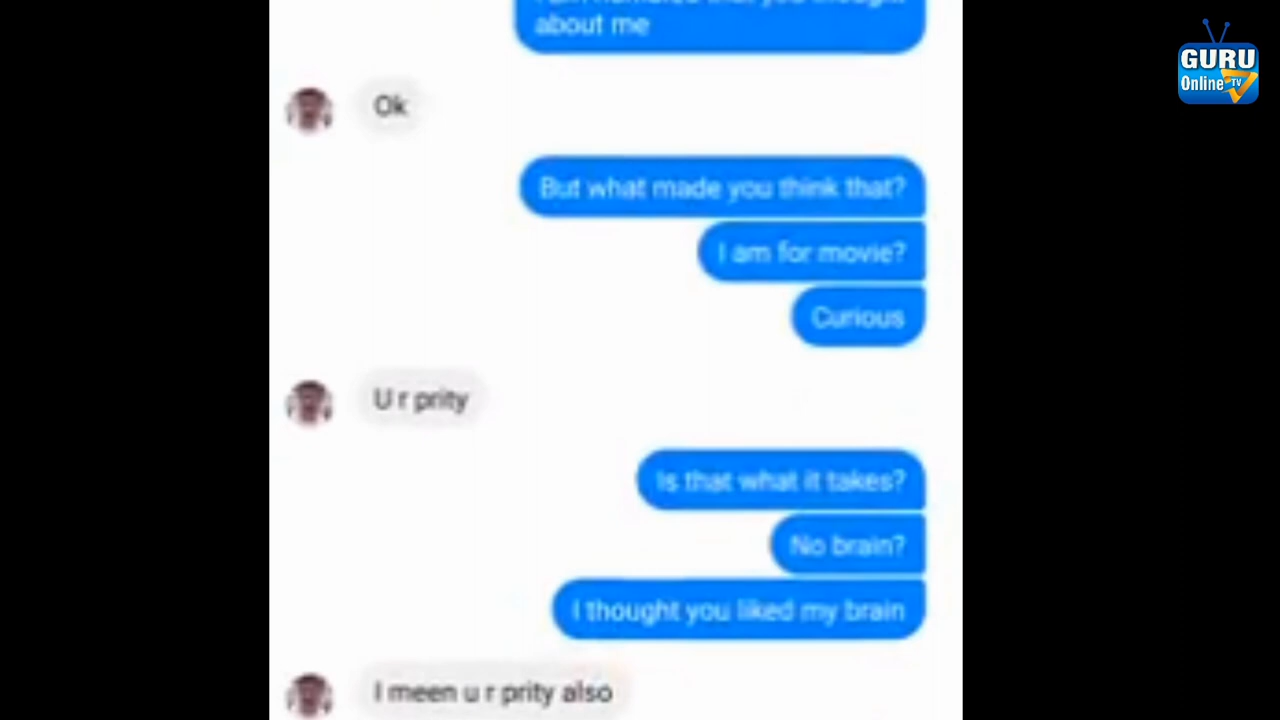 about me
Ok
But what made you think that?
I am for movie?
Curious
U r prity
Is that what it takes?
No brain?
I thought you liked my brain
I meen u r prity also
GURU
Online TV